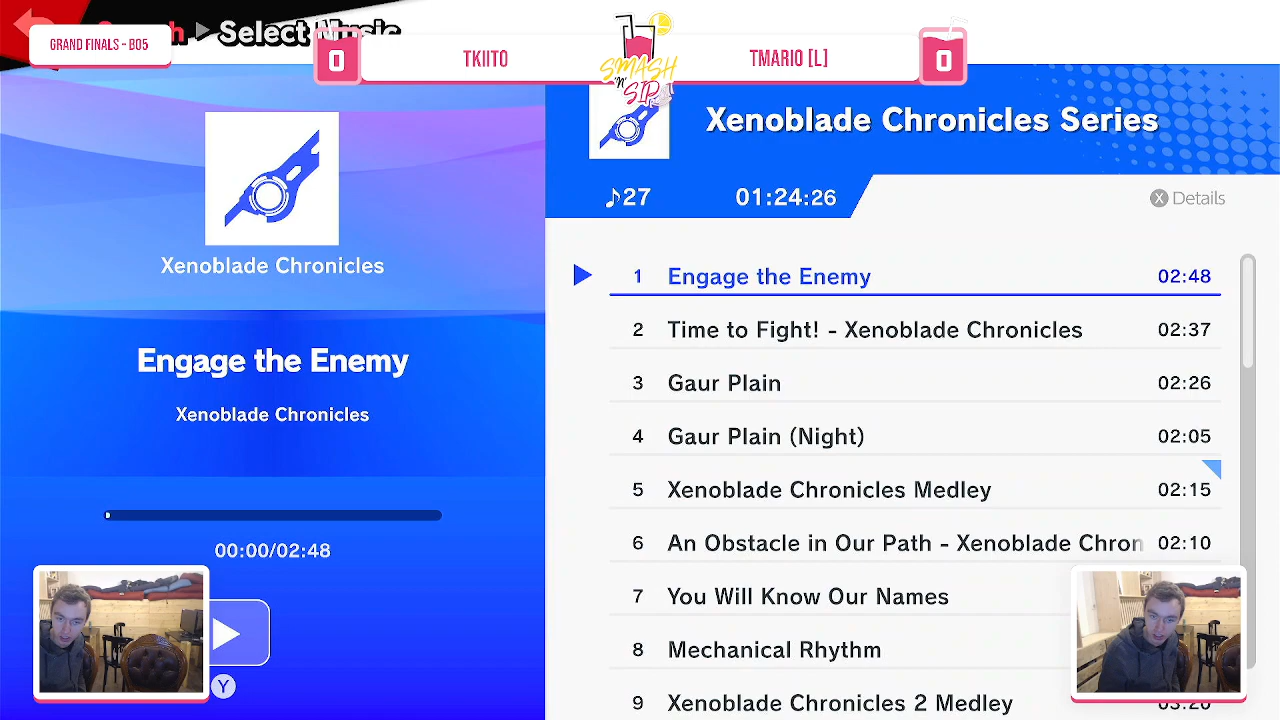 GRAND FINALS - BO5
Select Music
0
TKIITO
SMASH
'N'
SIP
TMARIO [L]
0
Xenoblade Chronicles Series
♪27
01:24:26
X Details
Xenoblade Chronicles
Engage the Enemy
Xenoblade Chronicles
00:00/02:48
Y
1 Engage the Enemy 02:48
2 Time to Fight! - Xenoblade Chronicles 02:37
3 Gaur Plain 02:26
4 Gaur Plain (Night) 02:05
5 Xenoblade Chronicles Medley 02:15
6 An Obstacle in Our Path - Xenoblade Chron 02:10
7 You Will Know Our Names
8 Mechanical Rhythm
9 Xenoblade Chronicles 2 Medley